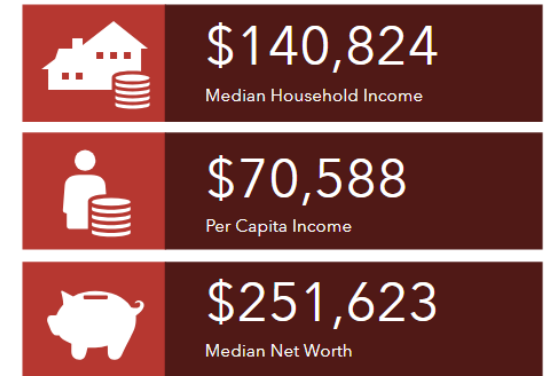 $140,824
Median Household Income
$70,588
Per Capita Income
$251,623
Median Net Worth